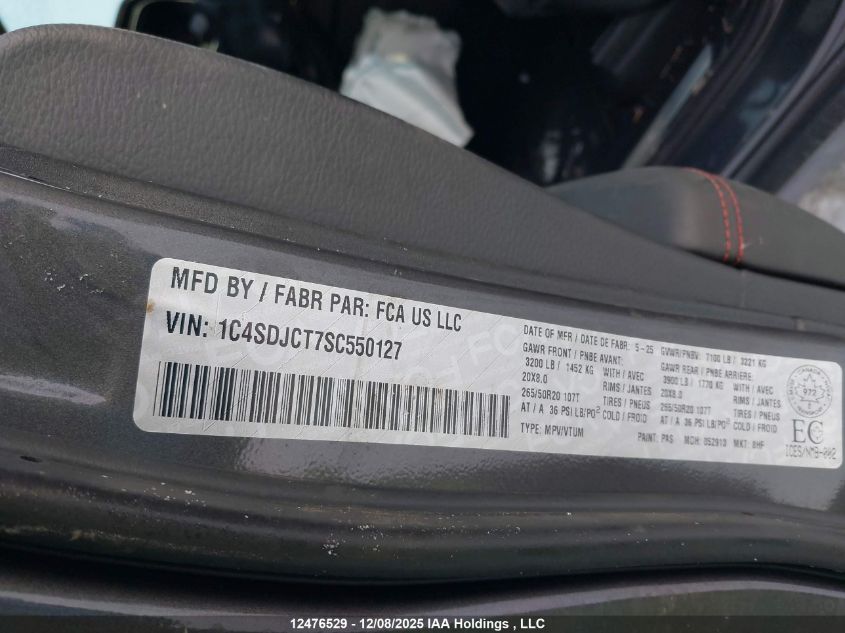 MFD BY / FABR PAR: FCA US LLC
VIN: 1C4SDJCT7SC550127
DATE OF MFR / DATE DE FABR: 5-25
GVWR/PNBV: 7100 LB / 3221 KG
GAWR FRONT / PNBE AVANT:
3200 LB / 1452 KG WITH / AVEC
20X8.0 RIMS / JANTES
265/50R20 107T TIRES / PNEUS
AT / A 36 PSI LB/PO² COLD / FROID
GAWR REAR / PNBE ARRIERE:
3900 LB / 1770 KG WITH / AVEC
20X8.0 RIMS / JANTES
265/50R20 107T TIRES / PNEUS
AT / A 36 PSI LB/PO² COLD / FROID
TYPE: MPV/VTUM
PAINT: PAS MDH: 052913 MKT: BHF
972
EC
ICES/NMB-002
12476529 - 12/08/2025 IAA Holdings , LLC